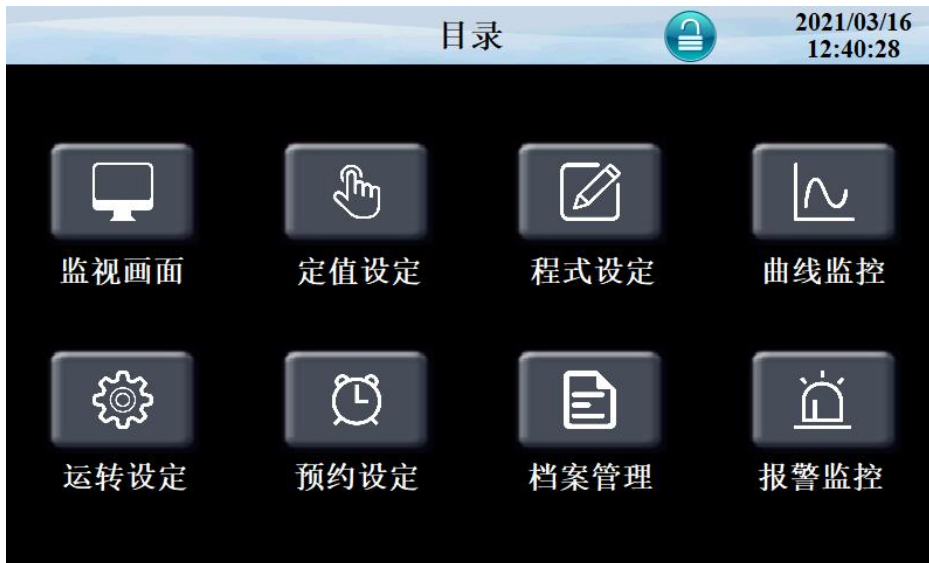 目录
2021/03/16
12:40:28
监视画面
定值设定
程式设定
曲线监控
运转设定
预约设定
档案管理
报警监控